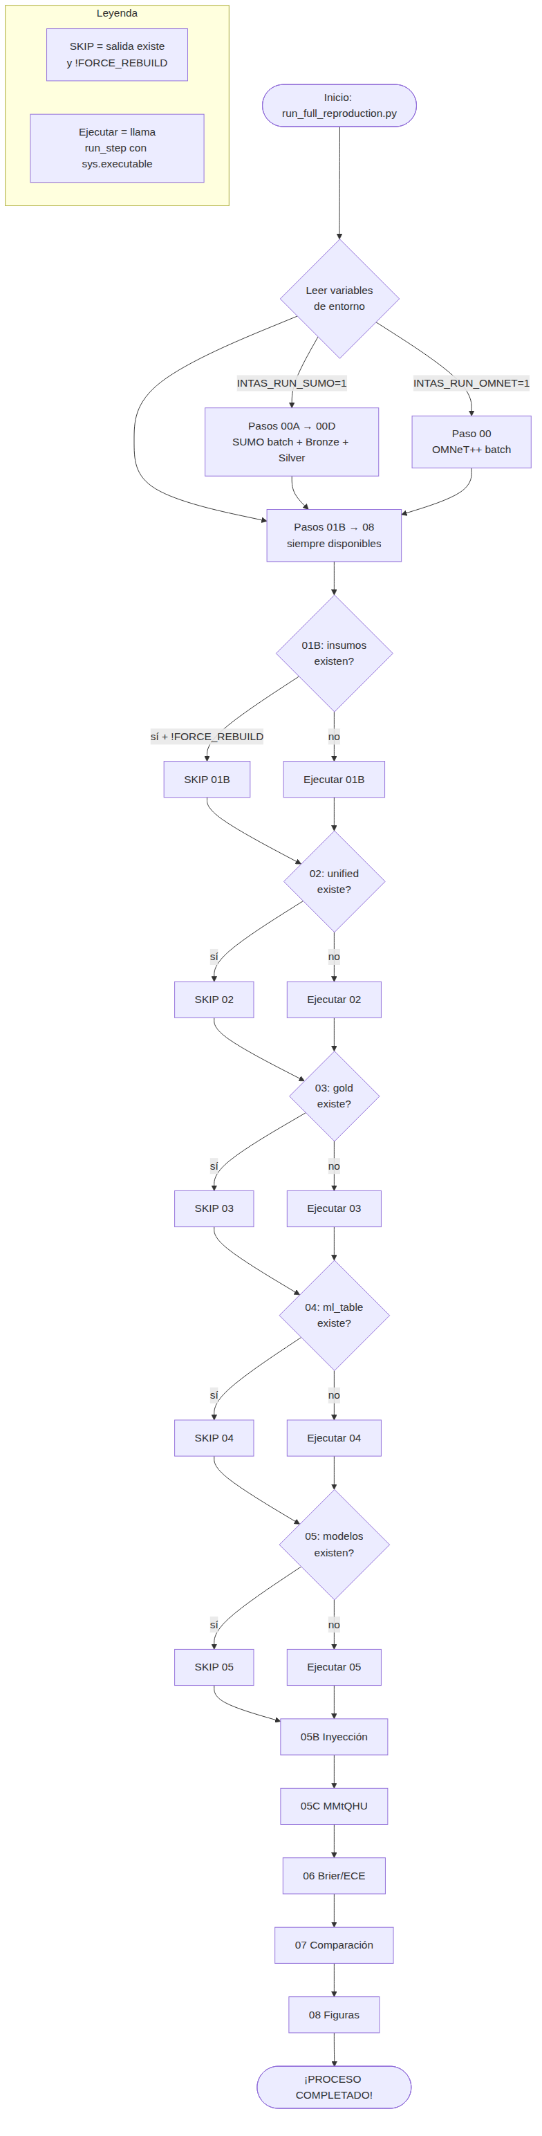 Leyenda
SKIP = salida existe
y !FORCE_REBUILD
Ejecutar = llama
run_step con
sys.executable
Inicio:
run_full_reproduction.py
Leer variables
de entorno
INTAS_RUN_SUMO=1
INTAS_RUN_OMNET=1
Pasos 00A → 00D
SUMO batch + Bronze +
Silver
Paso 00
OMNeT++ batch
Pasos 01B → 08
siempre disponibles
01B: insumos
existen?
sí + !FORCE_REBUILD
no
SKIP 01B
Ejecutar 01B
02: unified
existe?
sí
no
SKIP 02
Ejecutar 02
03: gold
existe?
sí
no
SKIP 03
Ejecutar 03
04: ml_table
existe?
sí
no
SKIP 04
Ejecutar 04
05: modelos
existen?
sí
no
SKIP 05
Ejecutar 05
05B Inyección
05C MMtQHU
06 Brier/ECE
07 Comparación
08 Figuras
¡PROCESO
COMPLETADO!